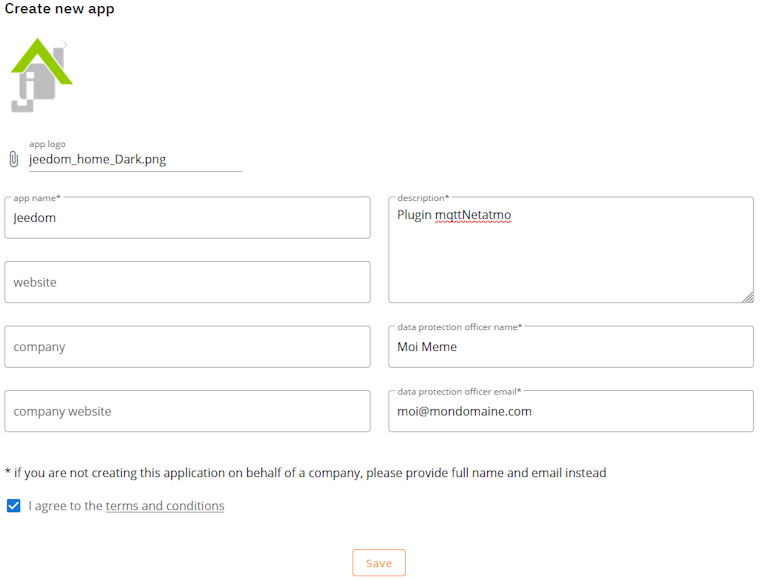 Create new app
j
app logo
jeedom_home_Dark.png
app name*
Jeedom
description*
Plugin mqttNetatmo
website
company
data protection officer name*
Moi Meme
company website
data protection officer email*
moi@mondomaine.com
* if you are not creating this application on behalf of a company, please provide full name and email instead
I agree to the terms and conditions
Save